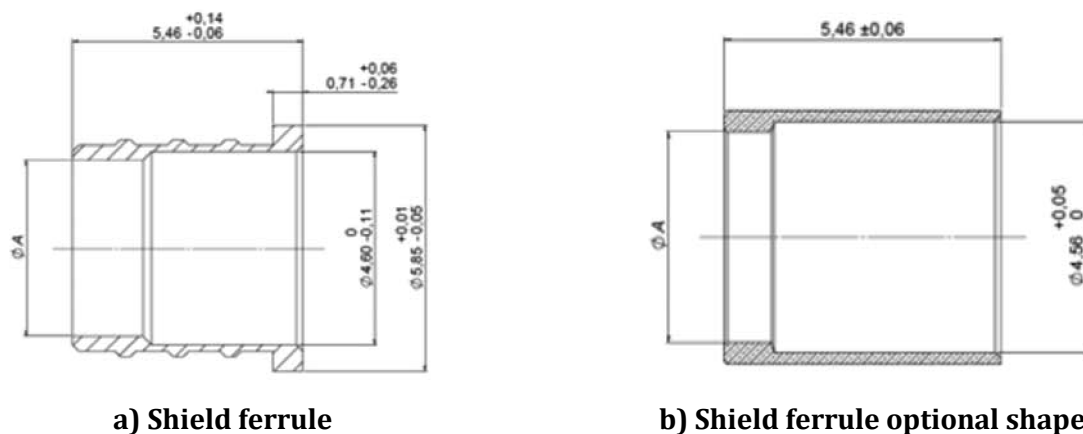 +0,14
5,46 -0,06
+0,06
0,71 -0,26
ØA
0
Ø4,60 -0,11
+0,01
Ø5,85 -0,05
a) Shield ferrule
5,46 ±0,06
ØA
+0,05
Ø4,56 0
b) Shield ferrule optional shape